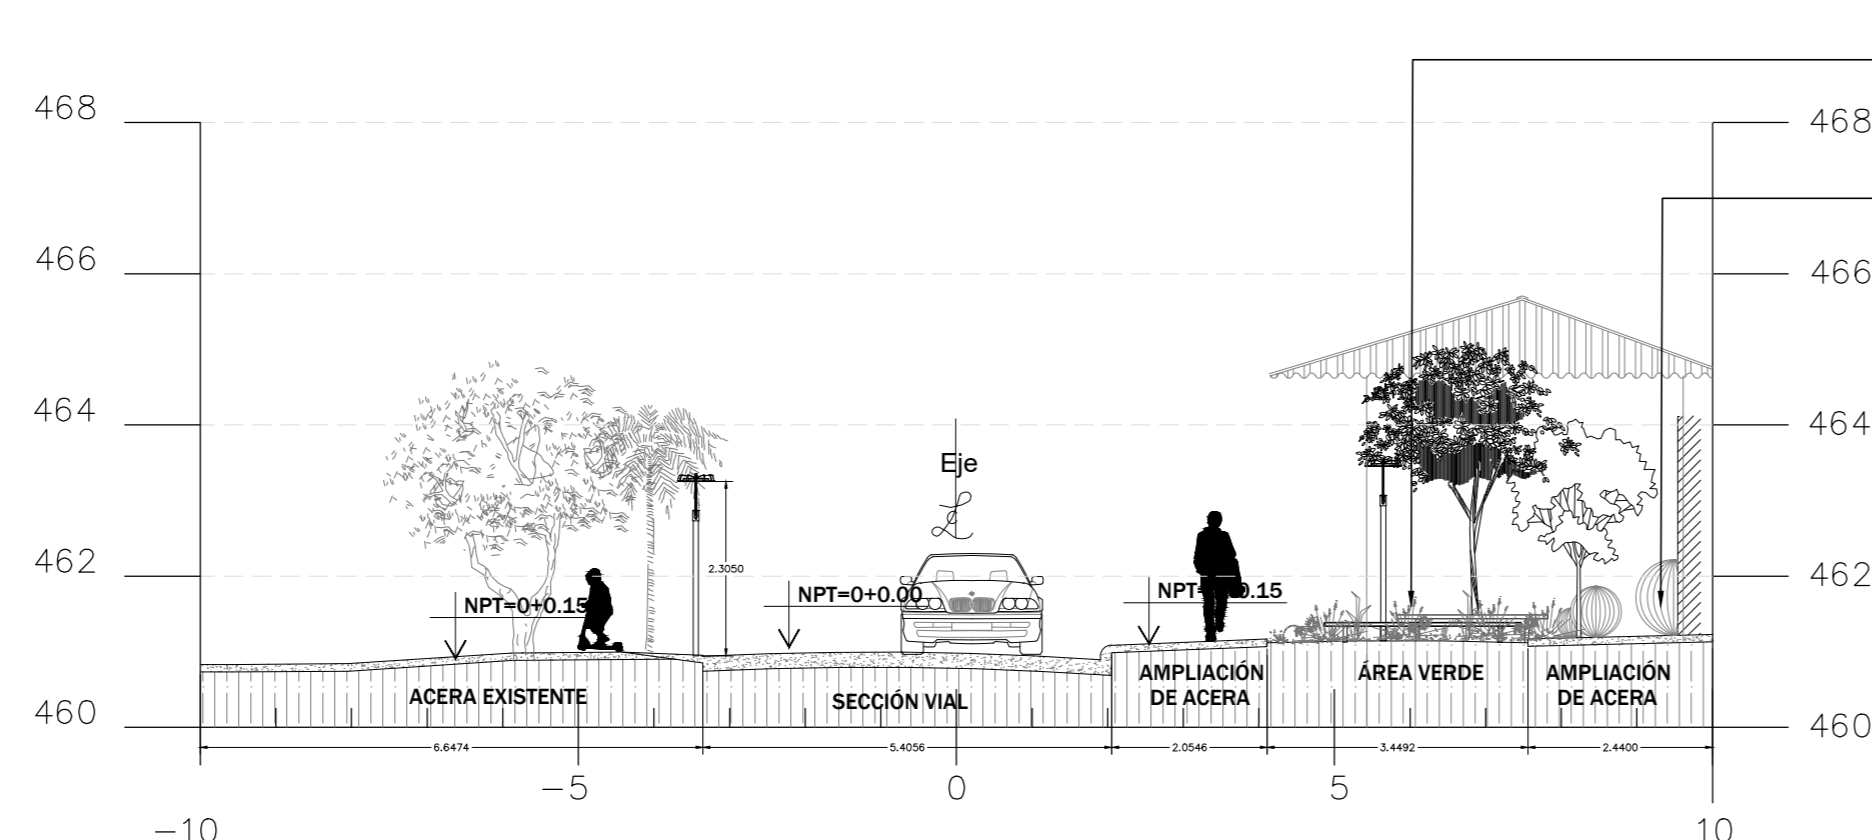 468
468
466
466
464
464
Eje
462
462
2.3050
NPT=0+0.15
NPT=0+0.00
NPT= 0.15
ACERA EXISTENTE
SECCIÓN VIAL
AMPLIACIÓN
DE ACERA
ÁREA VERDE
AMPLIACIÓN
DE ACERA
460
460
6.6474
5.4056
2.0546
3.4492
2.4400
-5
0
5
-10
10